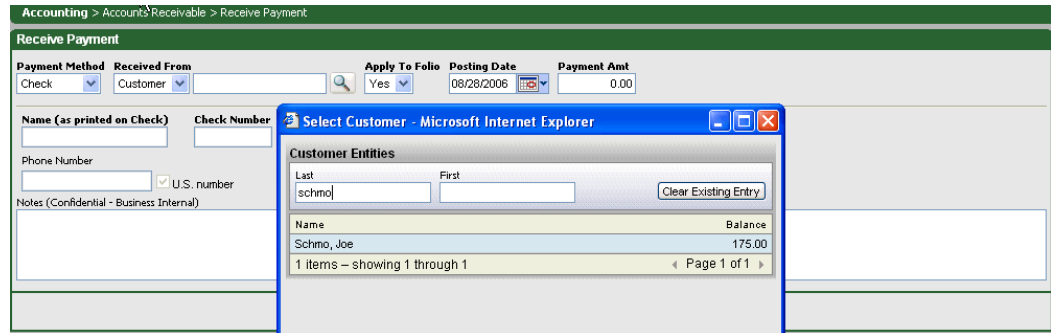 Accounting > Accounts Receivable > Receive Payment
Receive Payment
Payment Method Received From Apply To Folio Posting Date Payment Amt
Check Customer Yes 08/28/2006 0.00
Name (as printed on Check) Check Number
Phone Number
U.S. number
Notes (Confidential - Business Internal)
Select Customer - Microsoft Internet Explorer
Customer Entities
Last First
schmo Clear Existing Entry
Name Balance
Schmo, Joe 175.00
1 items – showing 1 through 1 Page 1 of 1